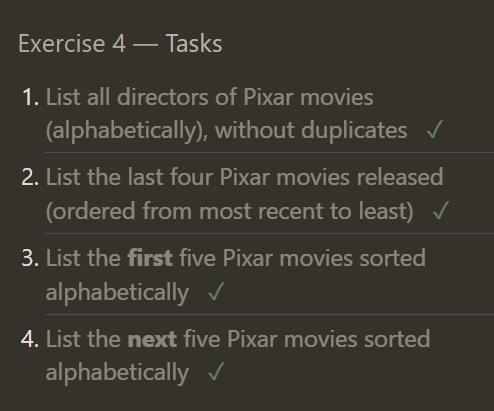 Exercise 4 — Tasks
1. List all directors of Pixar movies
(alphabetically), without duplicates ✓
2. List the last four Pixar movies released
(ordered from most recent to least) ✓
3. List the first five Pixar movies sorted
alphabetically ✓
4. List the next five Pixar movies sorted
alphabetically ✓